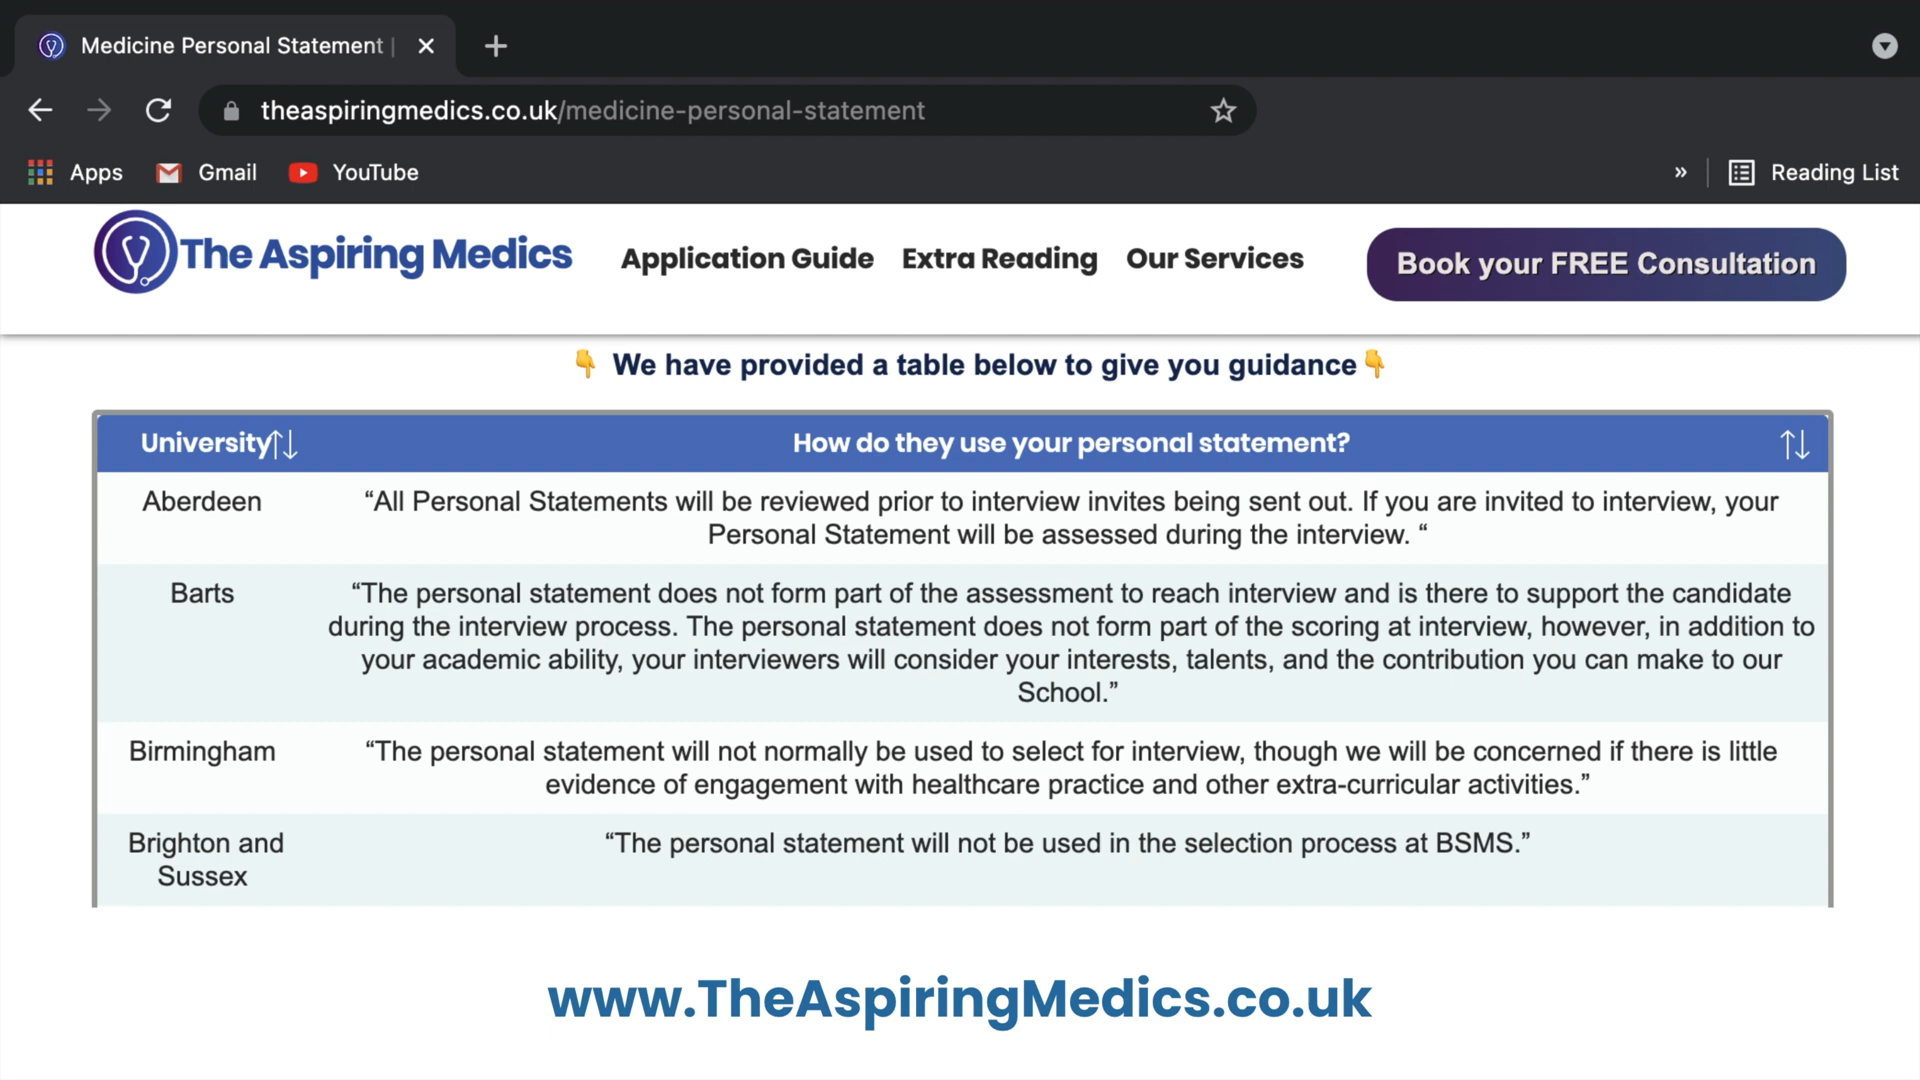 Medicine Personal Statement |
theaspiringmedics.co.uk/medicine-personal-statement
Apps Gmail YouTube » Reading List
The Aspiring Medics Application Guide Extra Reading Our Services Book your FREE Consultation
👇 We have provided a table below to give you guidance👇
University↑↓ How do they use your personal statement? ↑↓
Aberdeen “All Personal Statements will be reviewed prior to interview invites being sent out. If you are invited to interview, your
Personal Statement will be assessed during the interview. “
Barts “The personal statement does not form part of the assessment to reach interview and is there to support the candidate
during the interview process. The personal statement does not form part of the scoring at interview, however, in addition to
your academic ability, your interviewers will consider your interests, talents, and the contribution you can make to our
School.”
Birmingham “The personal statement will not normally be used to select for interview, though we will be concerned if there is little
evidence of engagement with healthcare practice and other extra-curricular activities.”
Brighton and “The personal statement will not be used in the selection process at BSMS.”
Sussex
www.TheAspiringMedics.co.uk